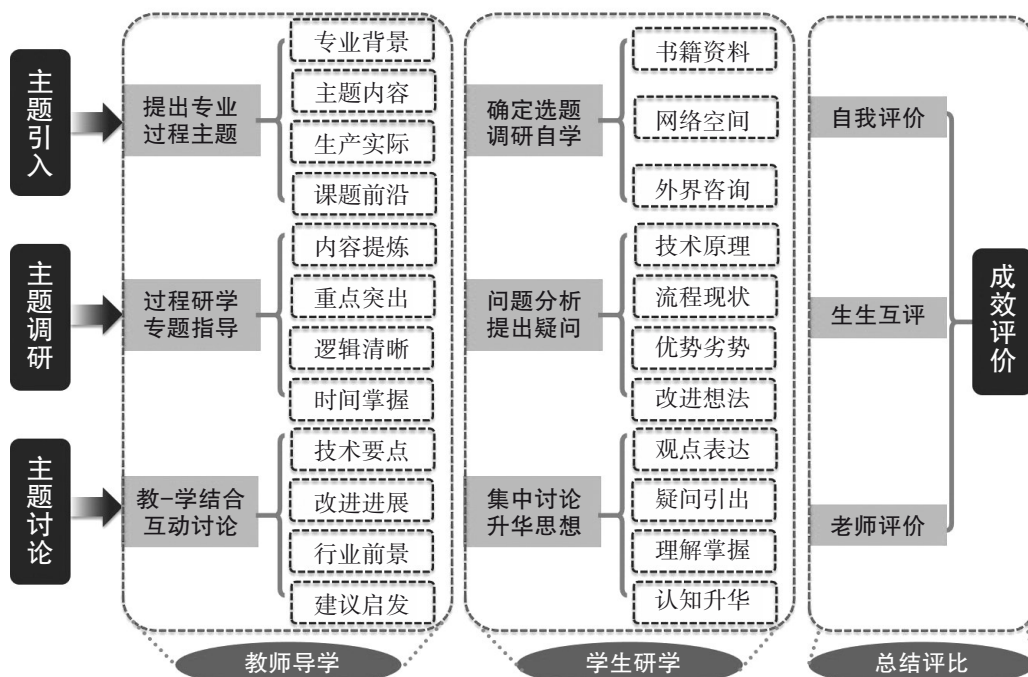 主题引入
提出专业
过程主题
专业背景
主题内容
生产实际
课题前沿
确定选题
调研自学
书籍资料
网络空间
外界咨询
自我评价
主题调研
过程研学
专题指导
内容提炼
重点突出
逻辑清晰
时间掌握
问题分析
提出疑问
技术原理
流程现状
优势劣势
改进想法
生生互评
成效评价
主题讨论
教-学结合
互动讨论
技术要点
改进进展
行业前景
建议启发
集中讨论
升华思想
观点表达
疑问引出
理解掌握
认知升华
老师评价
教师导学
学生研学
总结评比